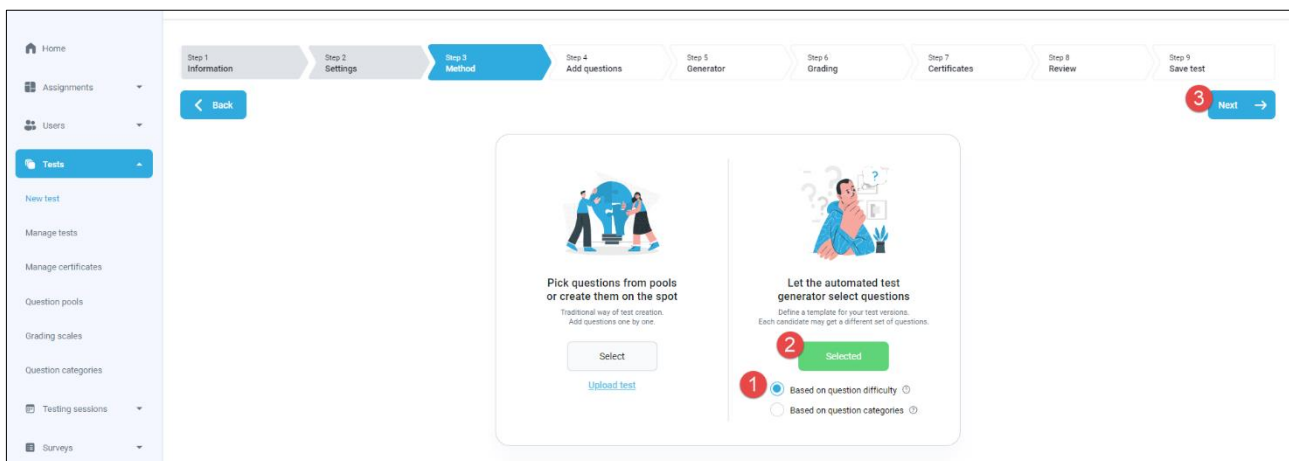 Home
Assignments
Users
Tests
New test
Manage tests
Manage certificates
Question pools
Grading scales
Question categories
Testing sessions
Surveys
Step 1
Information
Step 2
Settings
Step 3
Method
Step 4
Add questions
Step 5
Generator
Step 6
Grading
Step 7
Certificates
Step 8
Review
Step 9
Save test
Back
3
Next
Pick questions from pools
or create them on the spot
Traditional way of test creation.
Add questions one by one.
Select
Upload test
?
Let the automated test
generator select questions
Define a template for your test versions.
Each candidate may get a different set of questions.
2
Selected
1
Based on question difficulty ?
Based on question categories ?